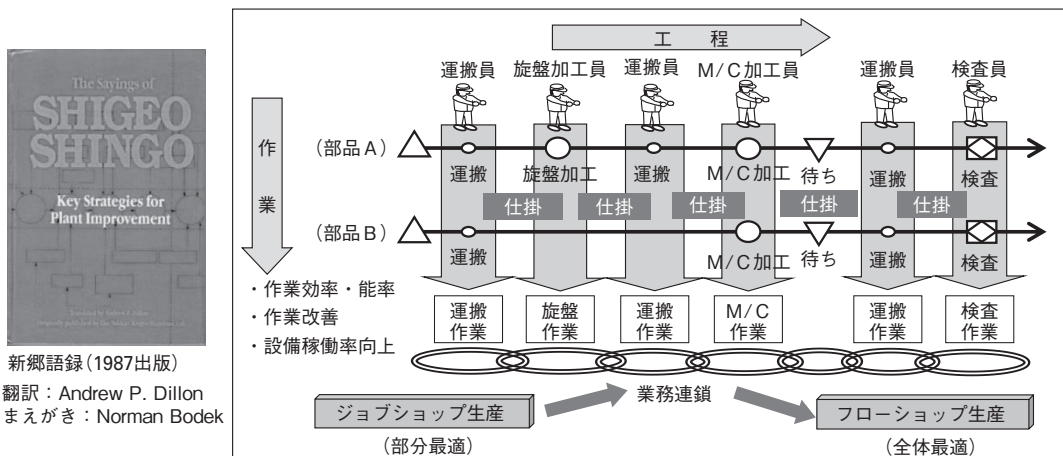 The Sayings of
SHIGEO
SHINGO
Key Strategies for
Plant Improvement
Translated by Andrew P. Dillon
新郷語録(1987出版)
翻訳：Andrew P. Dillon
まえがき：Norman Bodek
工 程
運搬員 旋盤加工員 運搬員 M/C加工員 運搬員 検査員
作業
(部品A)
運搬 旋盤加工 運搬 M/C加工 待ち 運搬 検査
仕掛 仕掛 仕掛 仕掛 仕掛
(部品B)
運搬 M/C加工 待ち 運搬 検査
・作業効率・能率
・作業改善
・設備稼働率向上
運搬作業 旋盤作業 運搬作業 M/C作業 運搬作業 検査作業
業務連鎖
ジョブショップ生産 フローショップ生産
(部分最適) (全体最適)